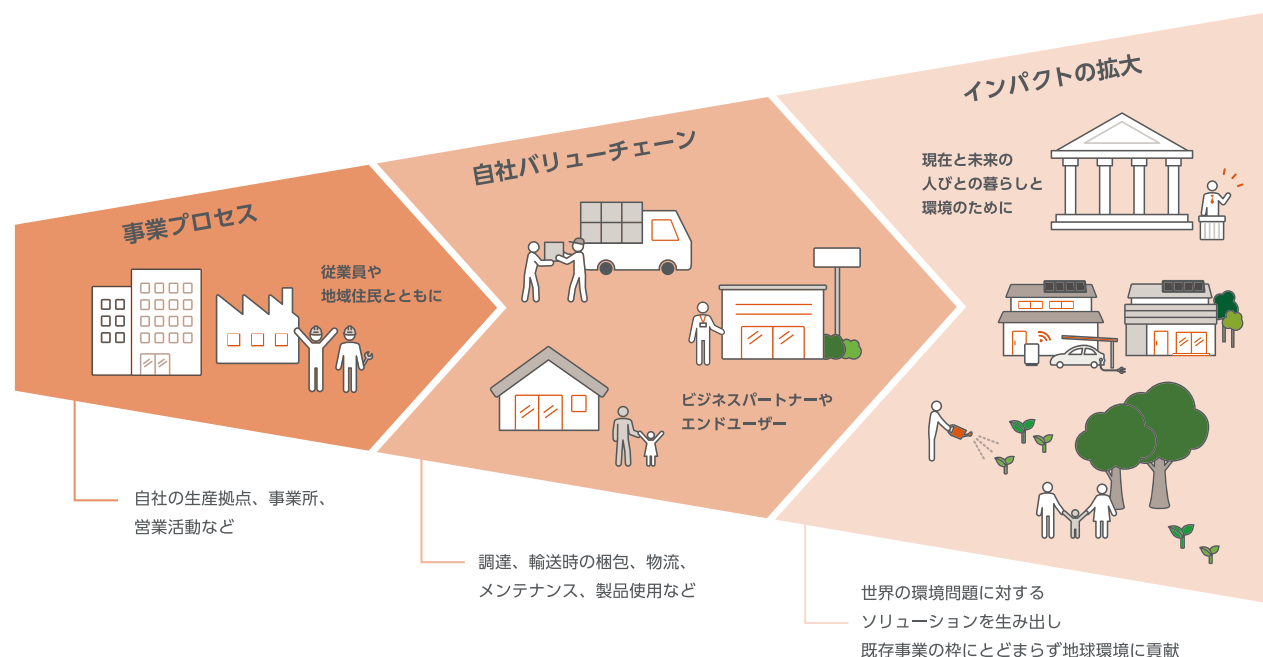 事業プロセス
従業員や
地域住民とともに
自社の生産拠点、事業所、
営業活動など
自社バリューチェーン
ビジネスパートナーや
エンドユーザー
調達、輸送時の梱包、物流、
メンテナンス、製品使用など
インパクトの拡大
現在と未来の
人びとの暮らしと
環境のために
世界の環境問題に対する
ソリューションを生み出し
既存事業の枠にとどまらず地球環境に貢献